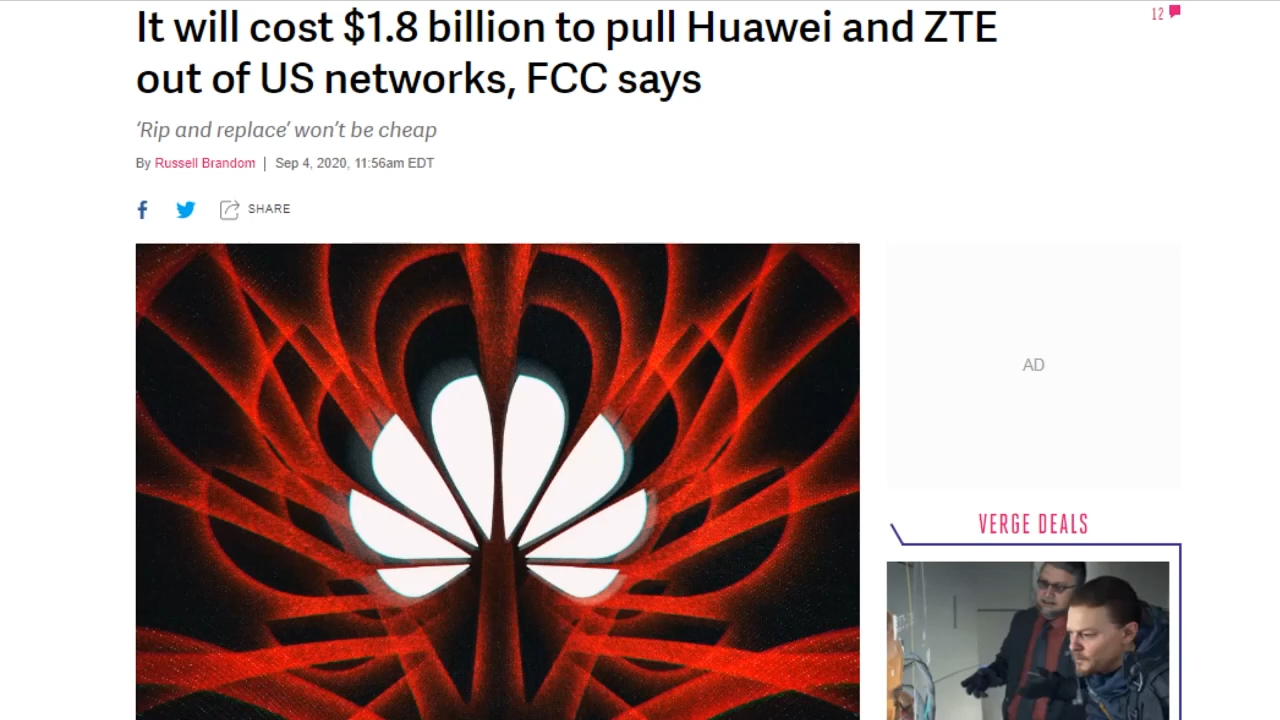 It will cost $1.8 billion to pull Huawei and ZTE
out of US networks, FCC says
12
‘Rip and replace’ won’t be cheap
By Russell Brandom | Sep 4, 2020, 11:56am EDT
SHARE
AD
VERGE DEALS